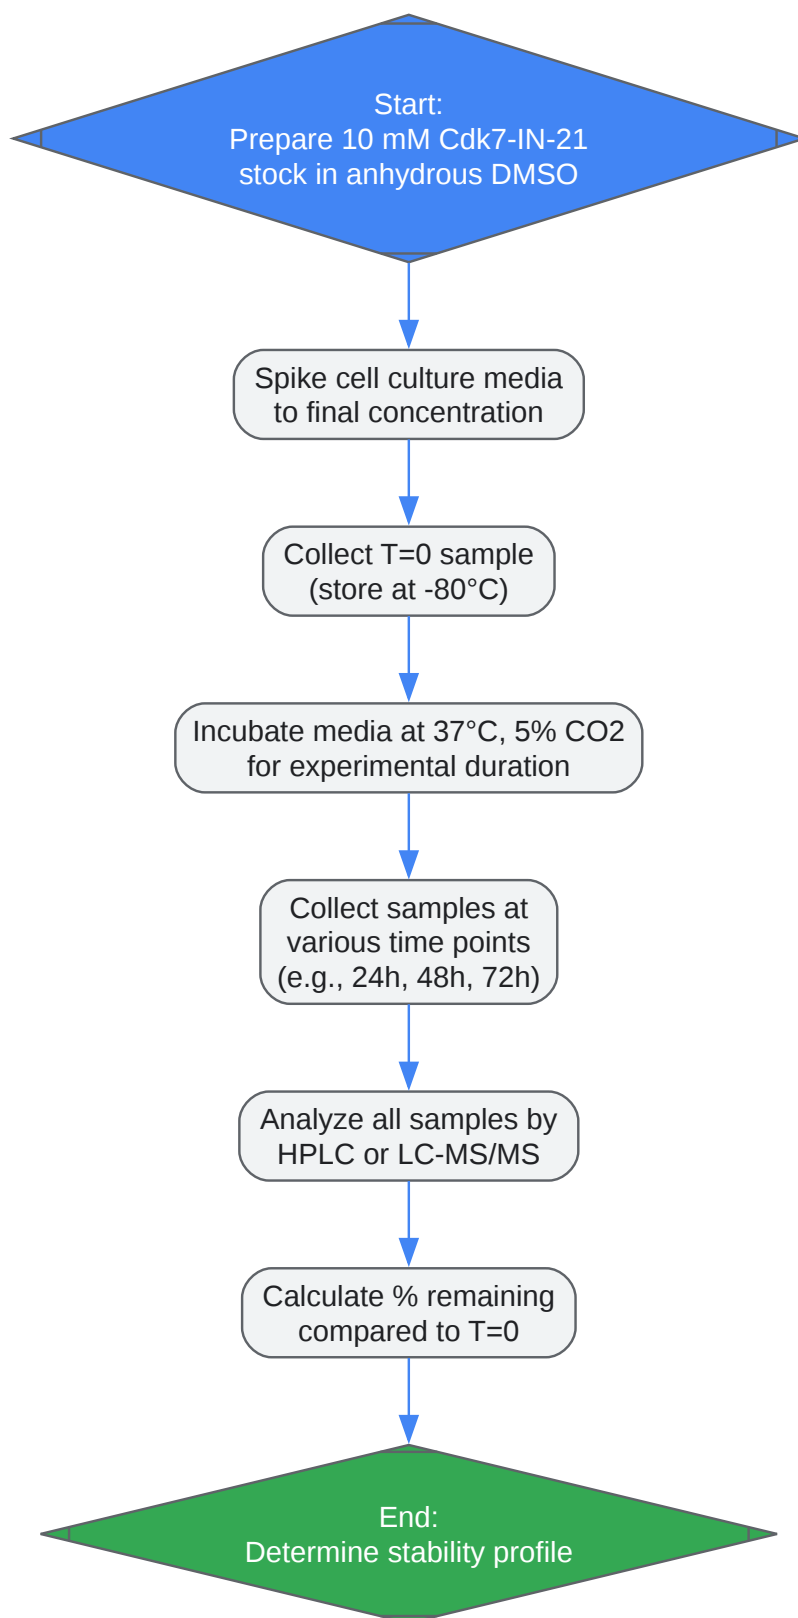 Start:
Prepare 10 mM Cdk7-IN-21
stock in anhydrous DMSO
Spike cell culture media
to final concentration
Collect T=0 sample
(store at -80°C)
Incubate media at 37°C, 5% CO2
for experimental duration
Collect samples at
various time points
(e.g., 24h, 48h, 72h)
Analyze all samples by
HPLC or LC-MS/MS
Calculate % remaining
compared to T=0
End:
Determine stability profile